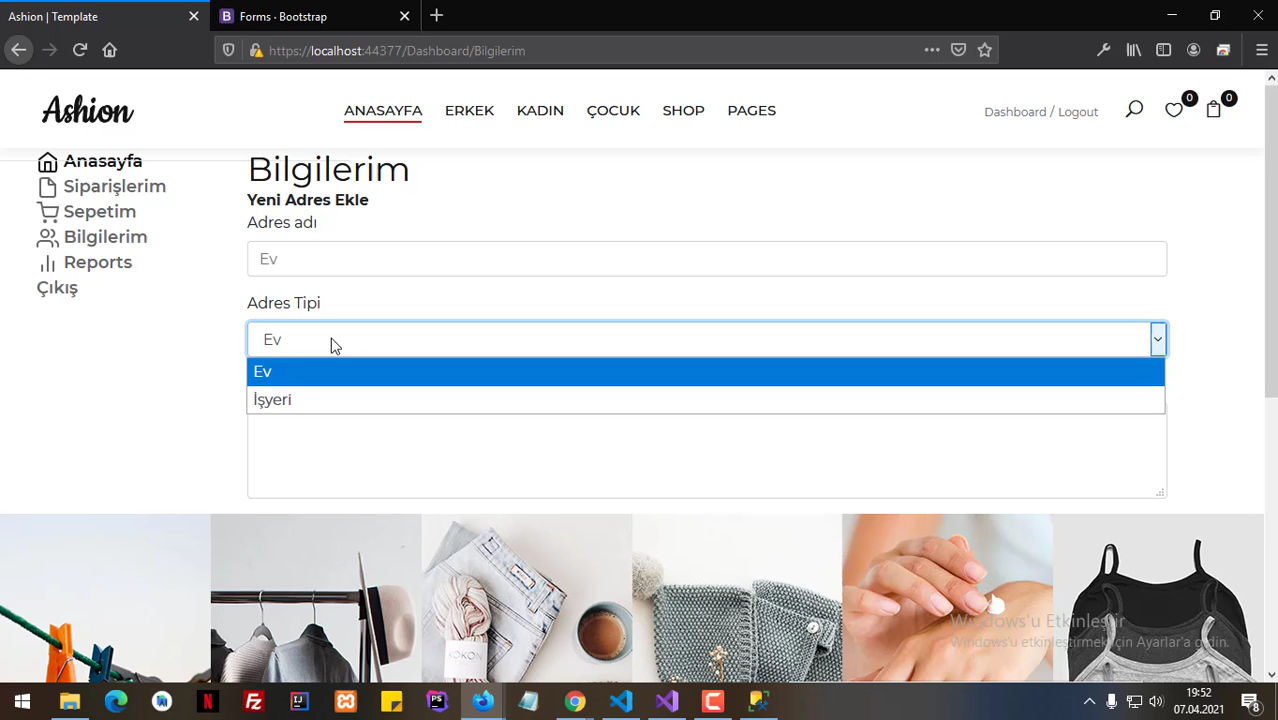 Ashion | Template
Forms · Bootstrap
https://localhost:44377/Dashboard/Bilgilerim
Ashion
ANASAYFA
ERKEK
KADIN
ÇOCUK
SHOP
PAGES
Dashboard / Logout
0
0
Anasayfa
Siparişlerim
Sepetim
Bilgilerim
Reports
Çıkış
Bilgilerim
Yeni Adres Ekle
Adres adı
Ev
Adres Tipi
Ev
Ev
İşyeri
KOKON
Windows'u Etkinleştir
Windows'u etkinleştirmek için Ayarlar'a gidin.
19:52
07.04.2021
8